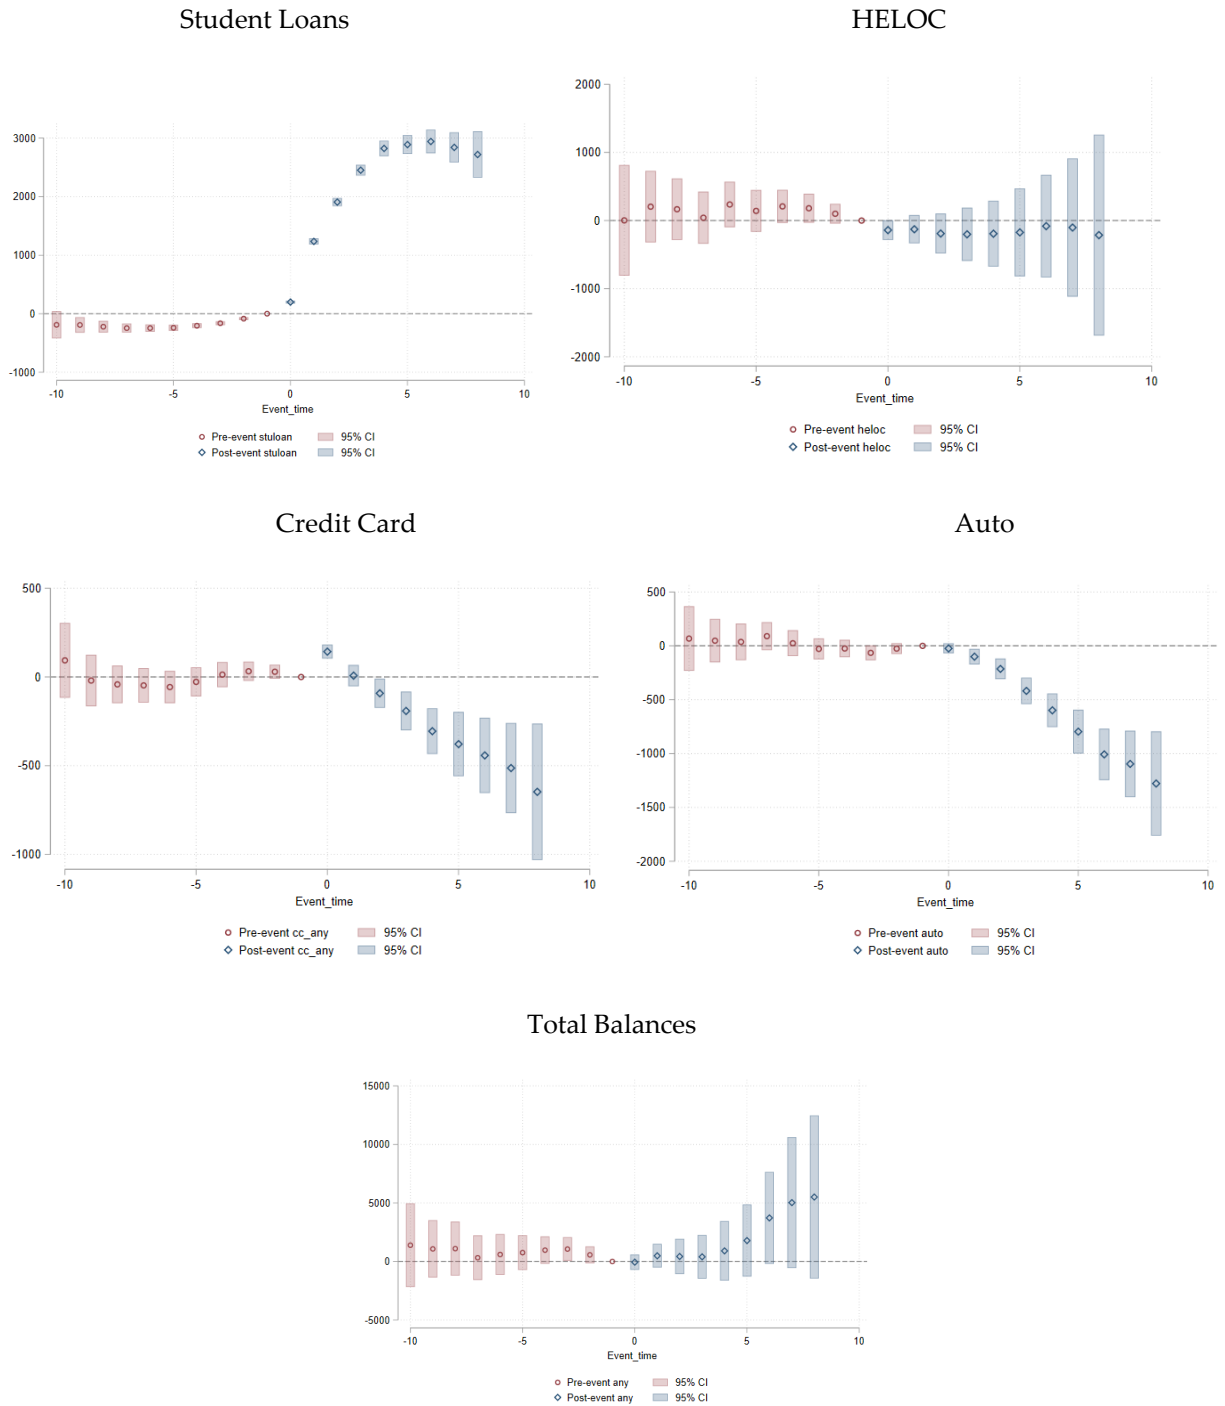 Student Loans
3000
2000
1000
0
-1000
-10 -5 0 5 10
Event_time
Pre-event stuloan 95% CI
Post-event stuloan 95% CI
HELOC
2000
1000
0
-1000
-2000
-10 -5 0 5 10
Event_time
Pre-event heloc 95% CI
Post-event heloc 95% CI
Credit Card
500
0
-500
-1000
-10 -5 0 5 10
Event_time
Pre-event cc_any 95% CI
Post-event cc_any 95% CI
Auto
500
0
-500
-1000
-1500
-2000
-10 -5 0 5 10
Event_time
Pre-event auto 95% CI
Post-event auto 95% CI
Total Balances
15000
10000
5000
0
-5000
-10 -5 0 5 10
Event_time
Pre-event any 95% CI
Post-event any 95% CI